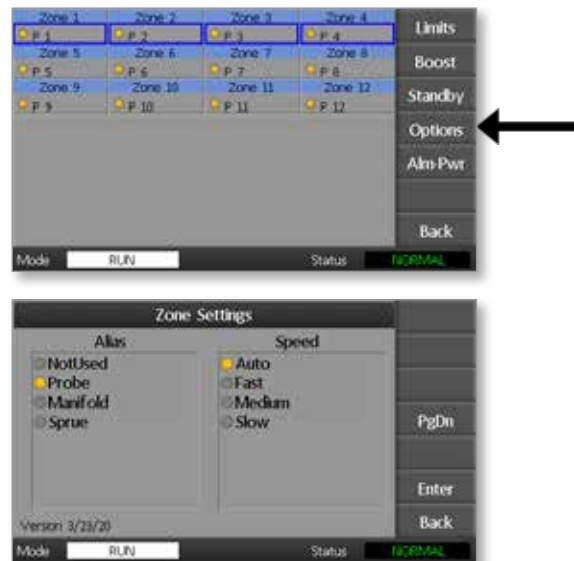 Zone 1 Zone 2 Zone 3 Zone 4 Limits
P 1 P 2 P 3 P 4
Zone 5 Zone 6 Zone 7 Zone 8 Boost
P 5 P 6 P 7 P 8
Zone 9 Zone 10 Zone 11 Zone 12 Standby
P 9 P 10 P 11 P 12
Options
Alm-Pwr
Back
Mode RUN Status NORMAL
Zone Settings
Alias Speed
NotUsed Auto
Probe Fast
Manifold Medium
Sprue Slow PgDn
Enter
Version 3/23/20 Back
Mode RUN Status NORMAL